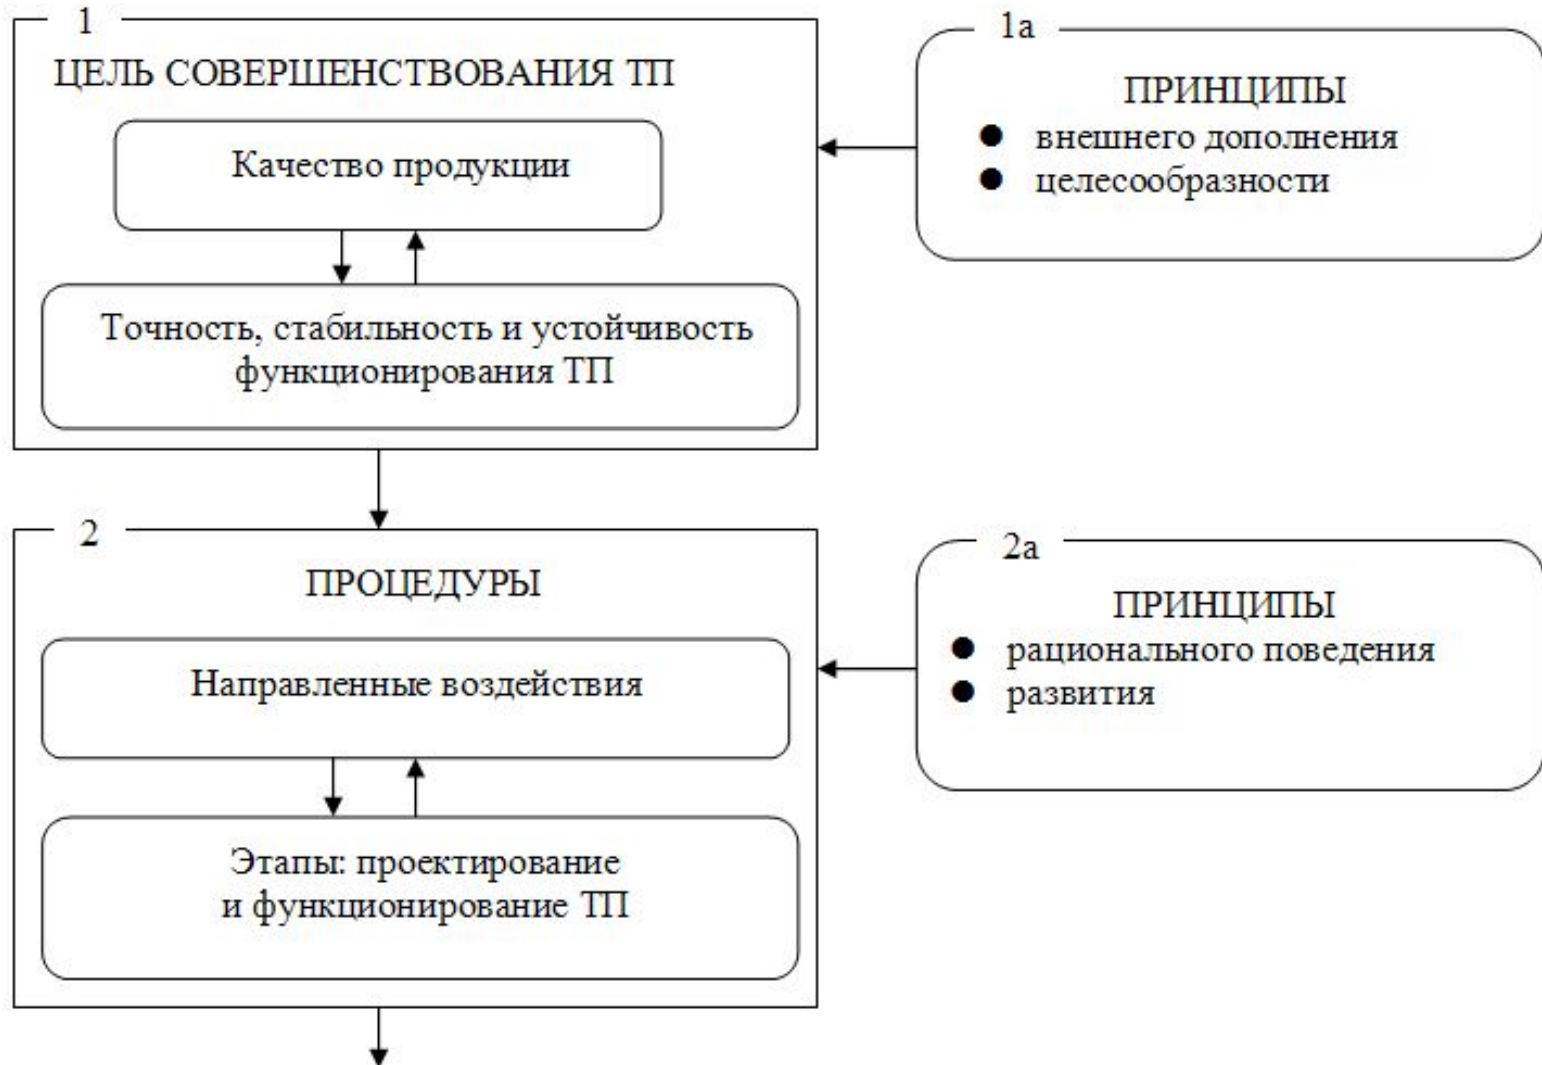 1
ЦЕЛЬ СОВЕРШЕНСТВОВАНИЯ ТП
Качество продукции
Точность, стабильность и устойчивость
функционирования ТП
1а
ПРИНЦИПЫ
● внешнего дополнения
● целесообразности
2
ПРОЦЕДУРЫ
Направленные воздействия
Этапы: проектирование
и функционирование ТП
2а
ПРИНЦИПЫ
● рационального поведения
● развития